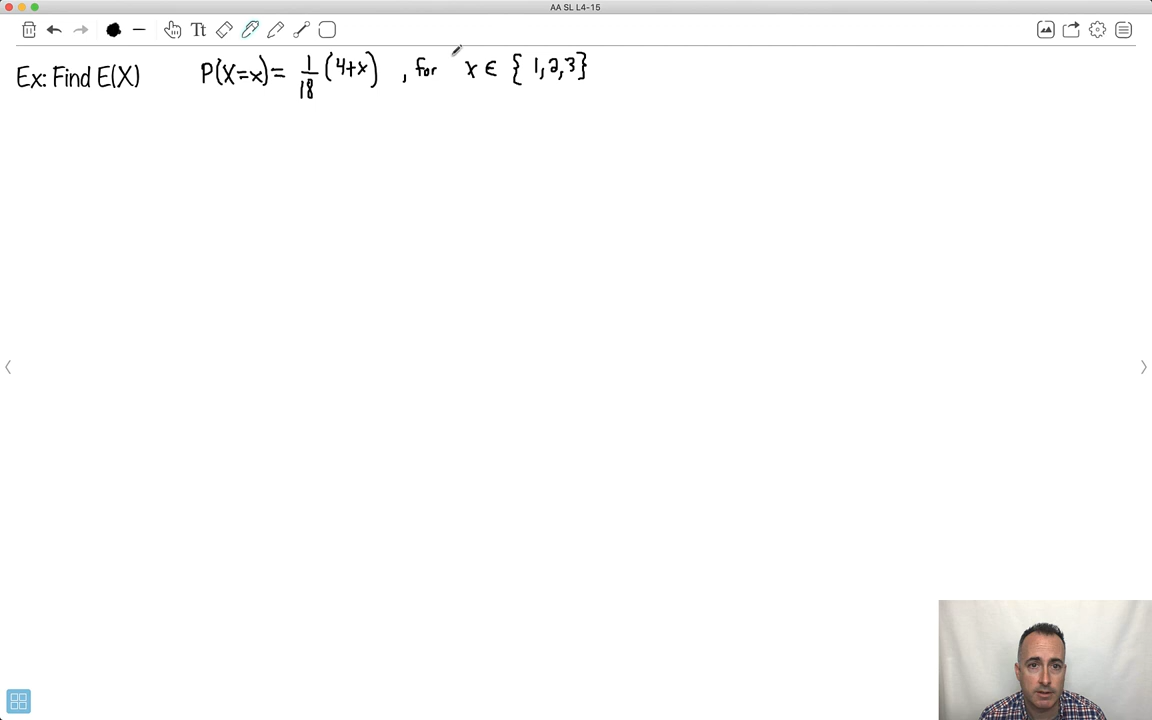 AA SL L4-15
Tt
Ex: Find E(X) P(X=x)= 1/18 (4+x) , for x ∈ { 1,2,3}